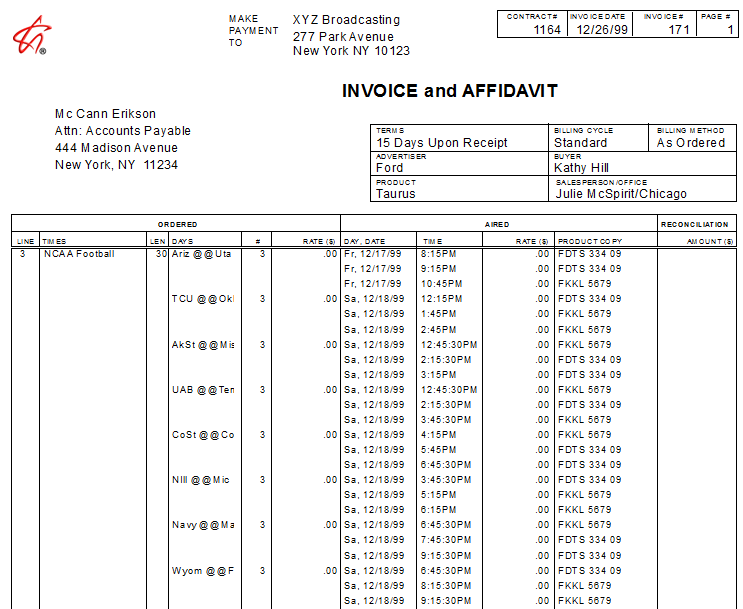 MAKE PAYMENT TO
XYZ Broadcasting
277 Park Avenue
New York NY 10123
CONTRACT# INVOICE DATE INVOICE # PAGE #
1164 12/26/99 171 1
INVOICE and AFFIDAVIT
Mc Cann Erikson
Attn: Accounts Payable
444 Madison Avenue
New York, NY 11234
TERMS BILLING CYCLE BILLING METHOD
15 Days Upon Receipt Standard As Ordered
ADVERTISER BUYER
Ford Kathy Hill
PRODUCT SALESPERSON/OFFICE
Taurus Julie McSpirit/Chicago
ORDERED AIRED RECONCILIATION
LINE TIMES LEN DAYS # RATE ($) DAY, DATE TIME RATE ($) PRODUCT COPY AMOUNT ($)
3 NCAA Football 30 Ariz @@Uta 3 .00 Fr, 12/17/99 8:15PM .00 FDTS 334 09
Fr, 12/17/99 9:15PM .00 FDTS 334 09
Fr, 12/17/99 10:45PM .00 FKKL 5679
TCU @@Okl 3 .00 Sa, 12/18/99 12:15PM .00 FDTS 334 09
Sa, 12/18/99 1:45PM .00 FKKL 5679
Sa, 12/18/99 2:45PM .00 FKKL 5679
AkSt @@Mis 3 .00 Sa, 12/18/99 12:45:30PM .00 FKKL 5679
Sa, 12/18/99 2:15:30PM .00 FDTS 334 09
Sa, 12/18/99 3:15PM .00 FDTS 334 09
UAB @@Ten 3 .00 Sa, 12/18/99 12:45:30PM .00 FKKL 5679
Sa, 12/18/99 2:15:30PM .00 FDTS 334 09
Sa, 12/18/99 3:45:30PM .00 FKKL 5679
CoSt @@Co 3 .00 Sa, 12/18/99 4:15PM .00 FKKL 5679
Sa, 12/18/99 5:45PM .00 FDTS 334 09
Sa, 12/18/99 6:45:30PM .00 FDTS 334 09
NIll @@Mic 3 .00 Sa, 12/18/99 3:45:30PM .00 FDTS 334 09
Sa, 12/18/99 5:15PM .00 FKKL 5679
Sa, 12/18/99 6:15PM .00 FKKL 5679
Navy @@Ma 3 .00 Sa, 12/18/99 6:45:30PM .00 FKKL 5679
Sa, 12/18/99 7:45:30PM .00 FDTS 334 09
Sa, 12/18/99 9:15:30PM .00 FDTS 334 09
Wyom @@F 3 .00 Sa, 12/18/99 6:45:30PM .00 FDTS 334 09
Sa, 12/18/99 8:15:30PM .00 FKKL 5679
Sa, 12/18/99 9:15:30PM .00 FKKL 5679